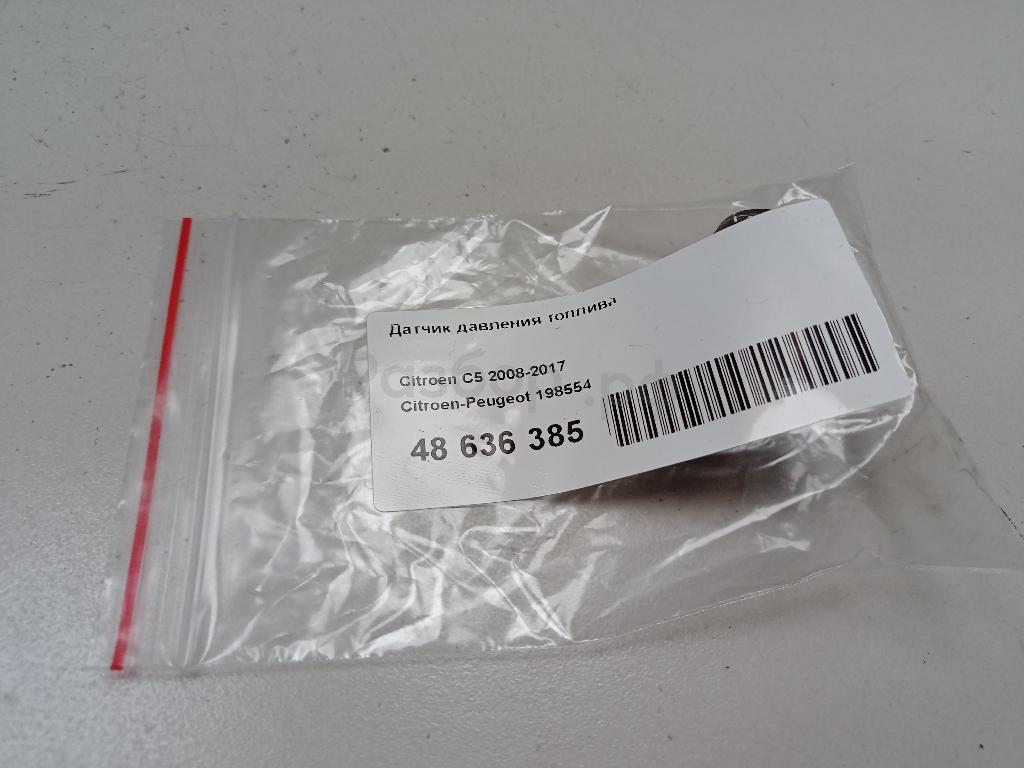 Датчик давления топлива
Citroen C5 2008-2017
Citroen-Peugeot 198554
48 636 385